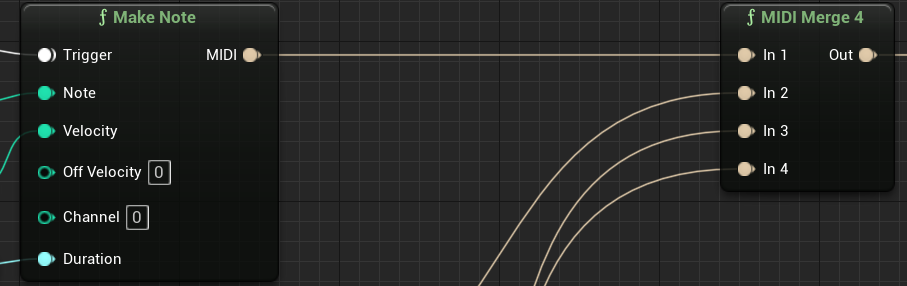 f Make Note
Trigger MIDI
Note
Velocity
Off Velocity 0
Channel 0
Duration
f MIDI Merge 4
In 1 Out
In 2
In 3
In 4